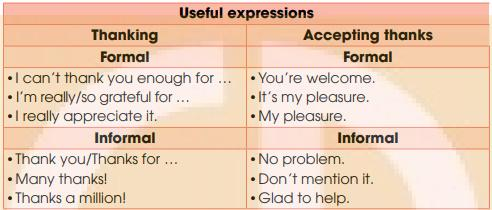 Useful expressions
Thanking
Accepting thanks
Formal
Formal
• I can't thank you enough for …
• You're welcome.
• I'm really/so grateful for …
• It's my pleasure.
• I really appreciate it.
• My pleasure.
Informal
Informal
• Thank you/Thanks for …
• No problem.
• Many thanks!
• Don't mention it.
• Thanks a million!
• Glad to help.